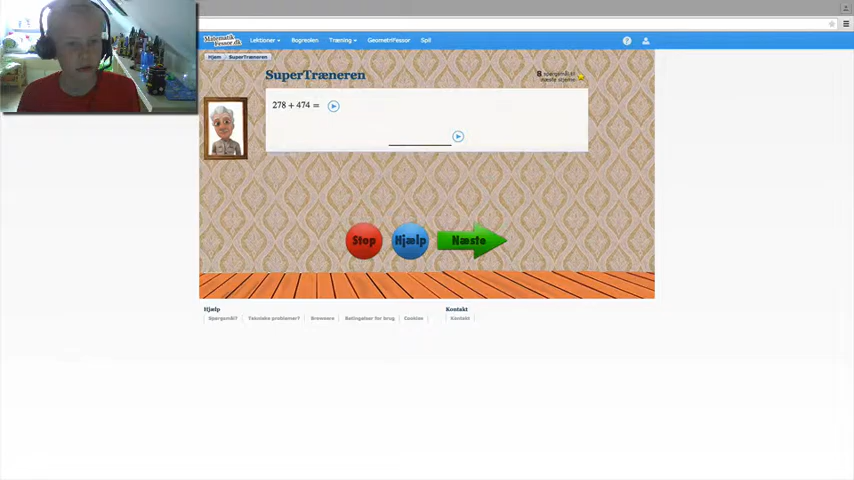 Matematik
Fessor.dk
Lektioner
Bogreolen
Træning
GeometriFessor
Spil
Hjem
SuperTræneren
SuperTræneren
8 spørgsmål til
næste stjerne
278 + 474 =
Stop
Hjælp
Næste
Hjælp
Kontakt
Spørgsmål?
Tekniske problemer?
Browsere
Betingelser for brug
Cookies
Kontakt